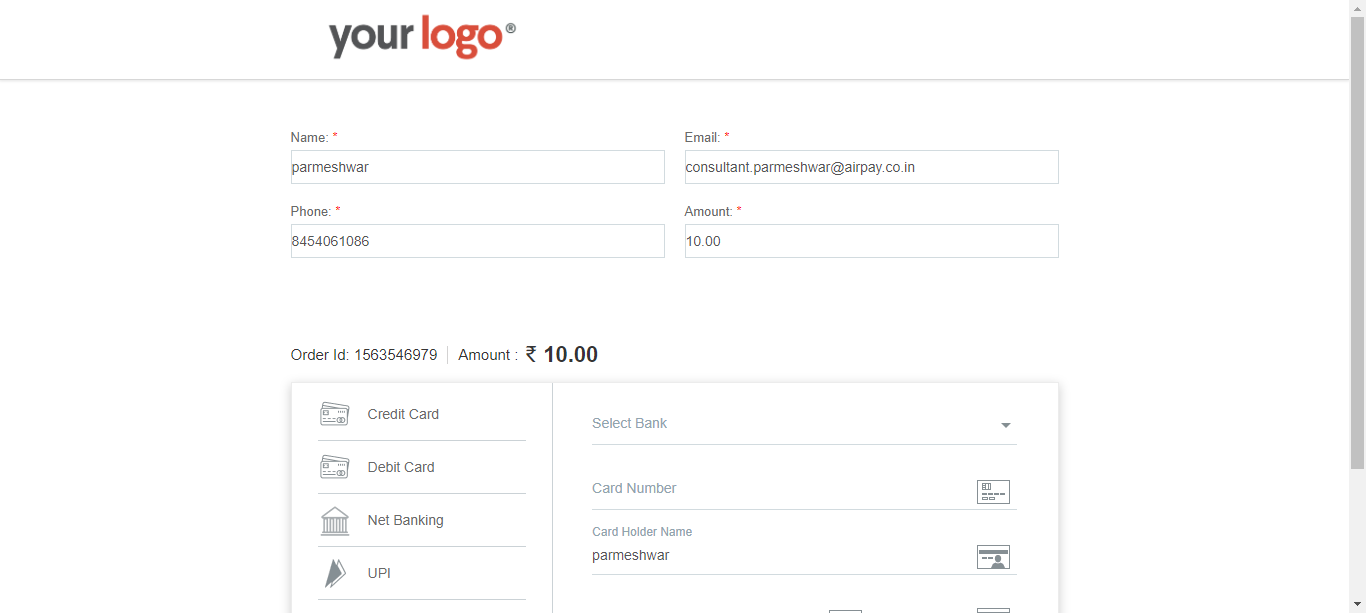 your logo®
Name: *
Email: *
parmeshwar
consultant.parmeshwar@airpay.co.in
Phone: *
Amount: *
8454061086
10.00
Order Id: 1563546979 Amount : ₹ 10.00
Credit Card
Debit Card
Net Banking
UPI
Select Bank
Card Number
Card Holder Name
parmeshwar